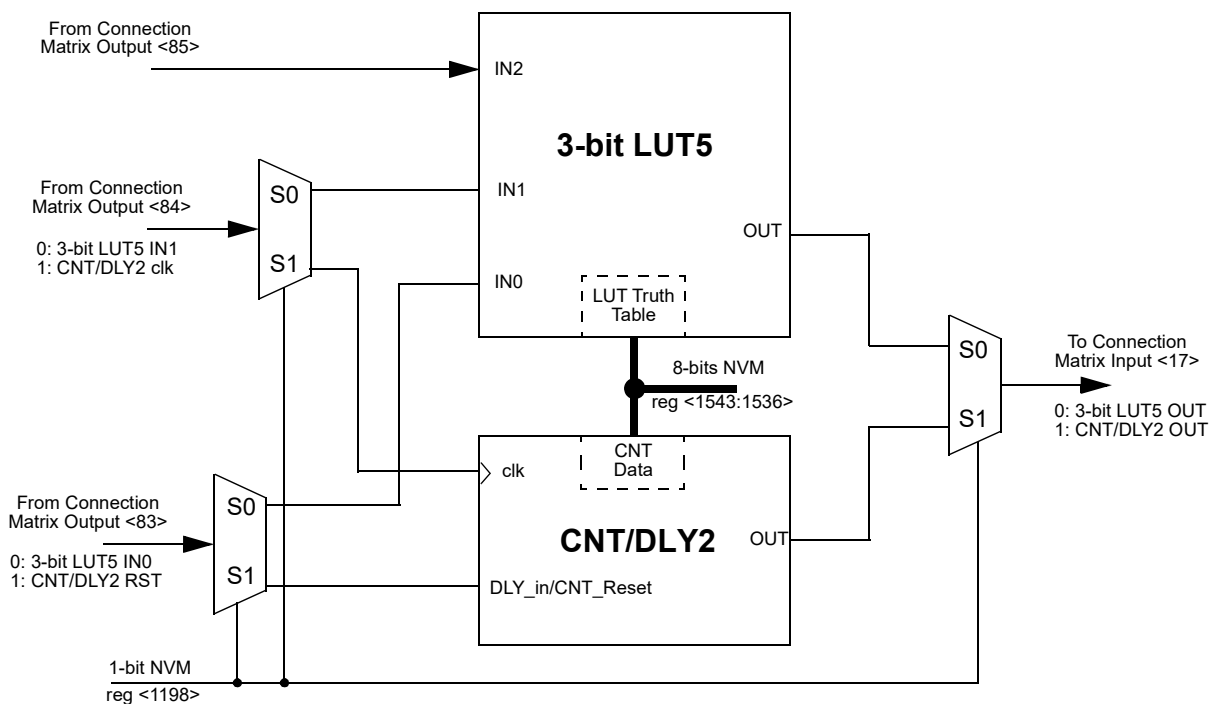 From Connection
Matrix Output <85>
IN2
3-bit LUT5
From Connection
Matrix Output <84>
0: 3-bit LUT5 IN1
1: CNT/DLY2 clk
S0
S1
IN1
IN0
OUT
LUT Truth
Table
8-bits NVM
reg <1543:1536>
S0
S1
To Connection
Matrix Input <17>
0: 3-bit LUT5 OUT
1: CNT/DLY2 OUT
From Connection
Matrix Output <83>
0: 3-bit LUT5 IN0
1: CNT/DLY2 RST
S0
S1
clk
CNT
Data
CNT/DLY2
OUT
DLY_in/CNT_Reset
1-bit NVM
reg <1198>